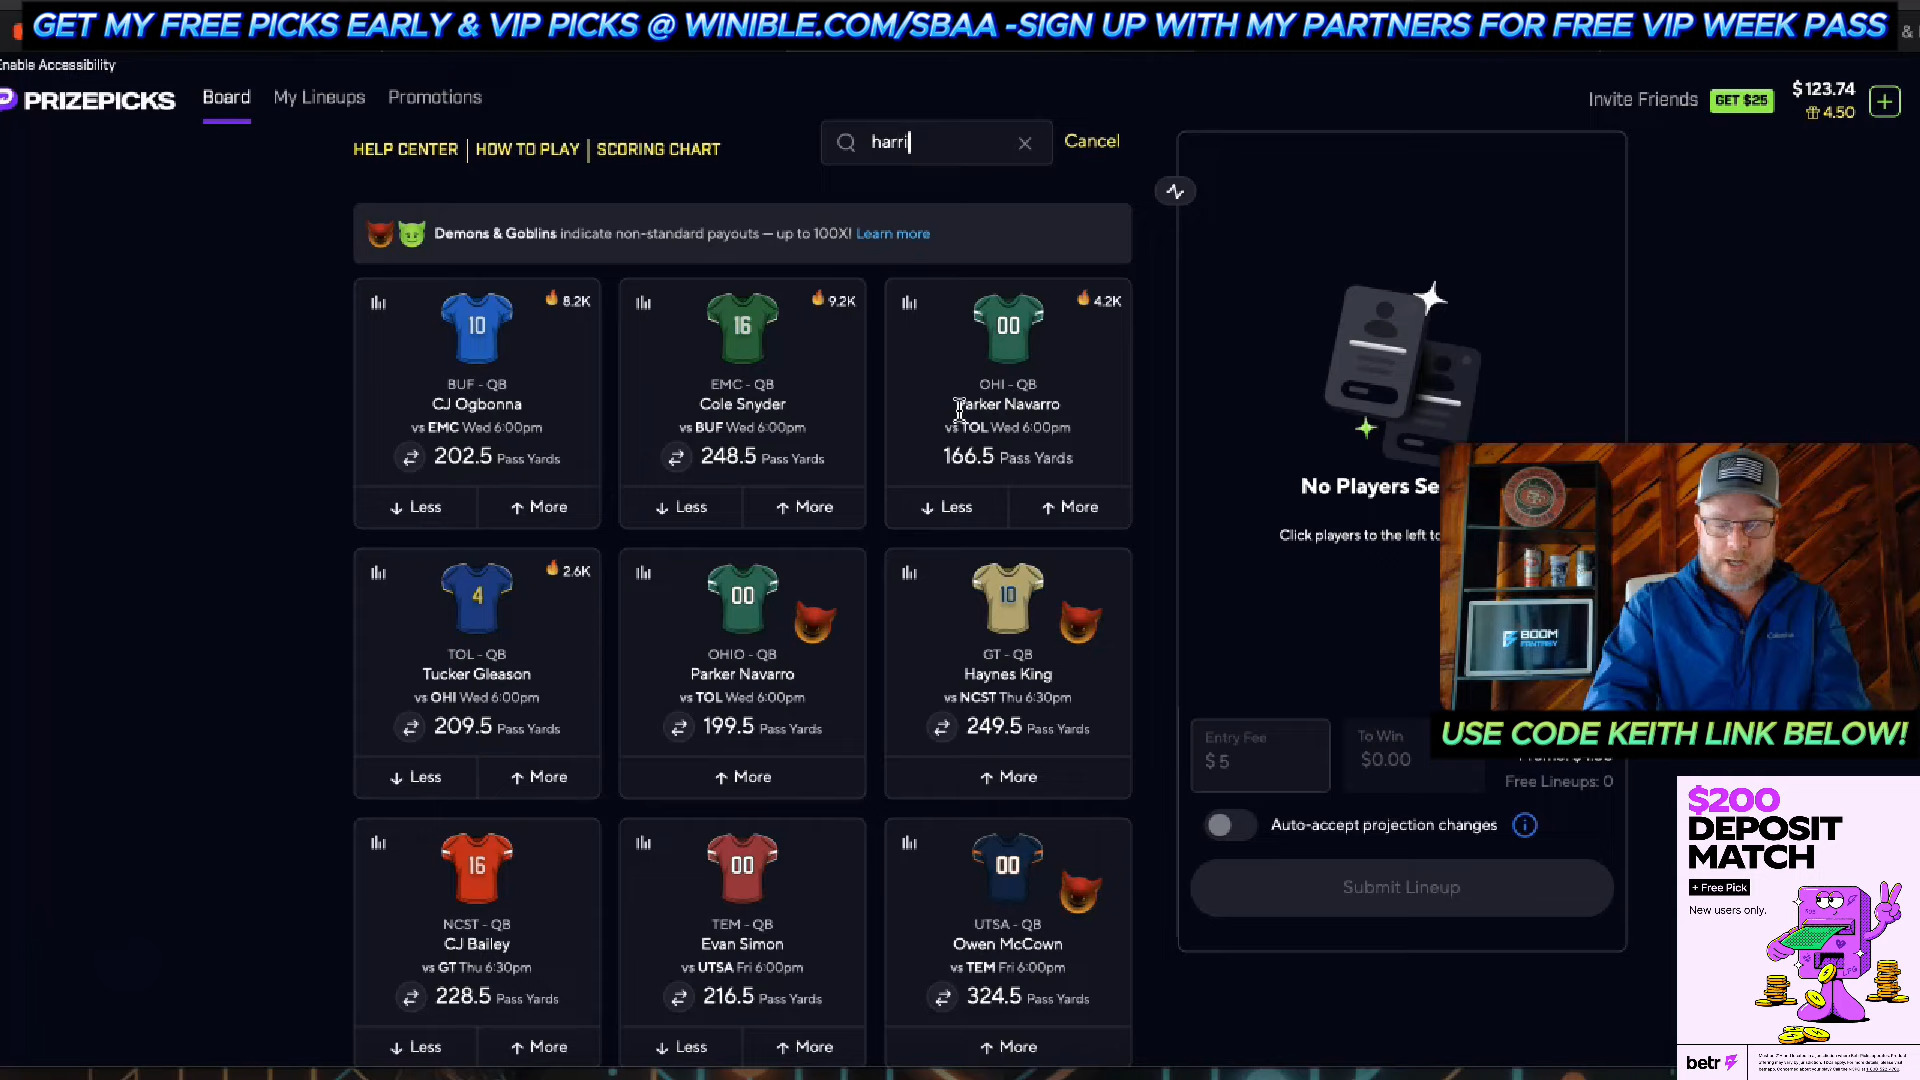 GET MY FREE PICKS EARLY & VIP PICKS @ WINIBLE.COM/SBAA -SIGN UP WITH MY PARTNERS FOR FREE VIP WEEK PASS
Enable Accessibility
PRIZEPICKS
Board
My Lineups
Promotions
Invite Friends
GET $25
$123.74
4.50
HELP CENTER
HOW TO PLAY
SCORING CHART
harri
Cancel
Demons & Goblins indicate non-standard payouts — up to 100X! Learn more
10
8.2K
BUF - QB
CJ Ogbonna
vs EMC Wed 6:00pm
202.5 Pass Yards
Less
More
16
9.2K
EMC - QB
Cole Snyder
vs BUF Wed 6:00pm
248.5 Pass Yards
Less
More
00
4.2K
OHI - QB
Parker Navarro
vs TOL Wed 6:00pm
166.5 Pass Yards
Less
More
4
2.6K
TOL - QB
Tucker Gleason
vs OHI Wed 6:00pm
209.5 Pass Yards
Less
More
00
OHIO - QB
Parker Navarro
vs TOL Wed 6:00pm
199.5 Pass Yards
More
10
GT - QB
Haynes King
vs NCST Thu 6:30pm
249.5 Pass Yards
More
16
NCST - QB
CJ Bailey
vs GT Thu 6:30pm
228.5 Pass Yards
Less
More
00
TEM - QB
Evan Simon
vs UTSA Fri 6:00pm
216.5 Pass Yards
Less
More
00
UTSA - QB
Owen McCown
vs TEM Fri 6:00pm
324.5 Pass Yards
More
No Players Se
Click players to the left to
BOOM
FANTASY
USE CODE KEITH LINK BELOW!
Entry Fee
$5
To Win
$0.00
Free Lineups: 0
Auto-accept projection changes
Submit Lineup
$200
DEPOSIT
MATCH
+ Free Pick
New users only.
betr